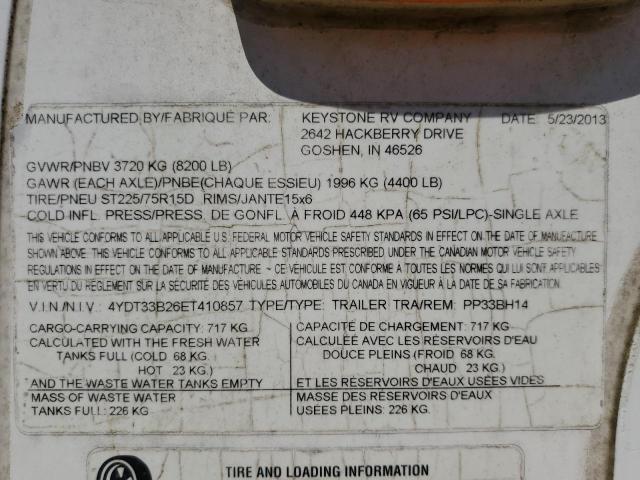 MANUFACTURED BY/FABRIQUÉ PAR: KEYSTONE RV COMPANY DATE: 5/23/2013
2642 HACKBERRY DRIVE
GOSHEN, IN 46526
GVWR/PNBV 3720 KG (8200 LB)
GAWR (EACH AXLE)/PNBE(CHAQUE ESSIEU) 1996 KG (4400 LB)
TIRE/PNEU ST225/75R15D RIMS/JANTE15x6
COLD INFL. PRESS/PRESS. DE GONFL. À FROID 448 KPA (65 PSI/LPC)-SINGLE AXLE
THIS VEHICLE CONFORMS TO ALL APPLICABLE U.S. FEDERAL MOTOR VEHICLE SAFETY STANDARDS IN EFFECT ON THE DATE OF MANUFACTURE
SHOWN ABOVE. THIS VEHICLE CONFORMS TO ALL APPLICABLE STANDARDS PRESCRIBED UNDER THE CANADIAN MOTOR VEHICLE SAFETY
REGULATIONS IN EFFECT ON THE DATE OF MANUFACTURE ~ CE VEHICULE EST CONFORME A TOUTES LES NORMES QUI LUI SONT APPLICABLES
EN VERTU DU RÈGLEMENT SUR LA SÉCURITÉ DES VÉHICULES AUTOMOBILES DU CANADA EN VIGUEUR À LA DATE DE SA FABRICATION.
V.I.N./N.I.V.: 4YDT33B26ET410857 TYPE/TYPE: TRAILER TRA/REM: PP33BH14
CARGO-CARRYING CAPACITY: 717 KG.
CALCULATED WITH THE FRESH WATER
TANKS FULL (COLD 68 KG.
HOT 23 KG.)
AND THE WASTE WATER TANKS EMPTY
MASS OF WASTE WATER
TANKS FULL: 226 KG
CAPACITÉ DE CHARGEMENT: 717 KG
CALCULÉE AVEC LES RÉSERVOIRS D'EAU
DOUCE PLEINS (FROID 68 KG.
CHAUD 23 KG.)
ET LES RÉSERVOIRS D'EAUX USÉES VIDES
MASSE DES RÉSERVOIRS D'EAUX
USÉES PLEINS: 226 KG.
TIRE AND LOADING INFORMATION